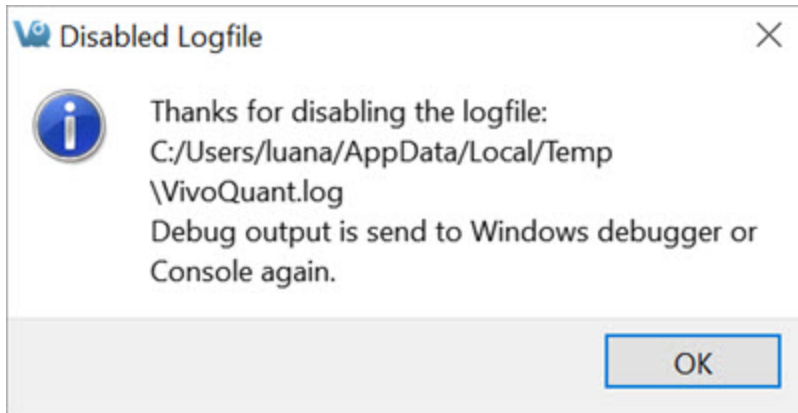 VQ Disabled Logfile
Thanks for disabling the logfile:
C:/Users/luana/AppData/Local/Temp
\VivoQuant.log
Debug output is send to Windows debugger or
Console again.
OK